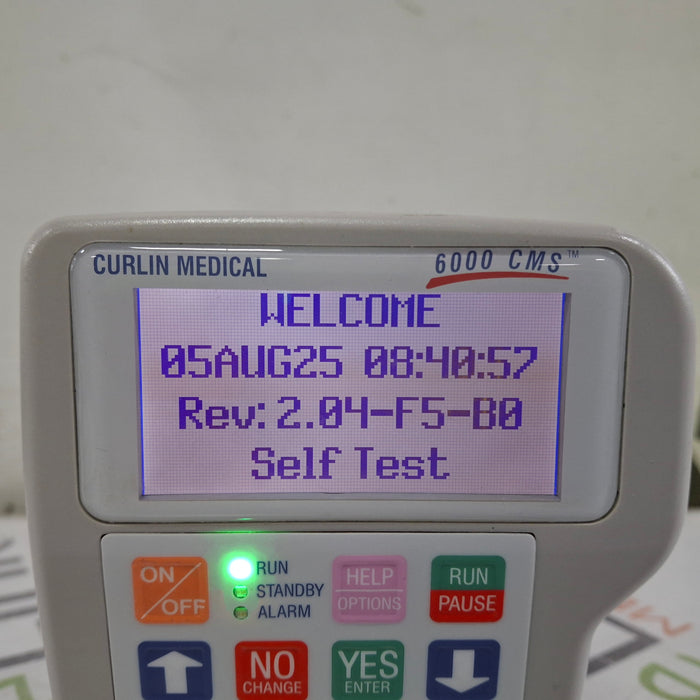 CURLIN MEDICAL 6000 CMS™
WELCOME
05AUG25 08:40:57
Rev: 2.04-F5-B0
Self Test
ON/OFF
RUN
STANDBY
ALARM
HELP
OPTIONS
RUN
PAUSE
NO
CHANGE
YES
ENTER